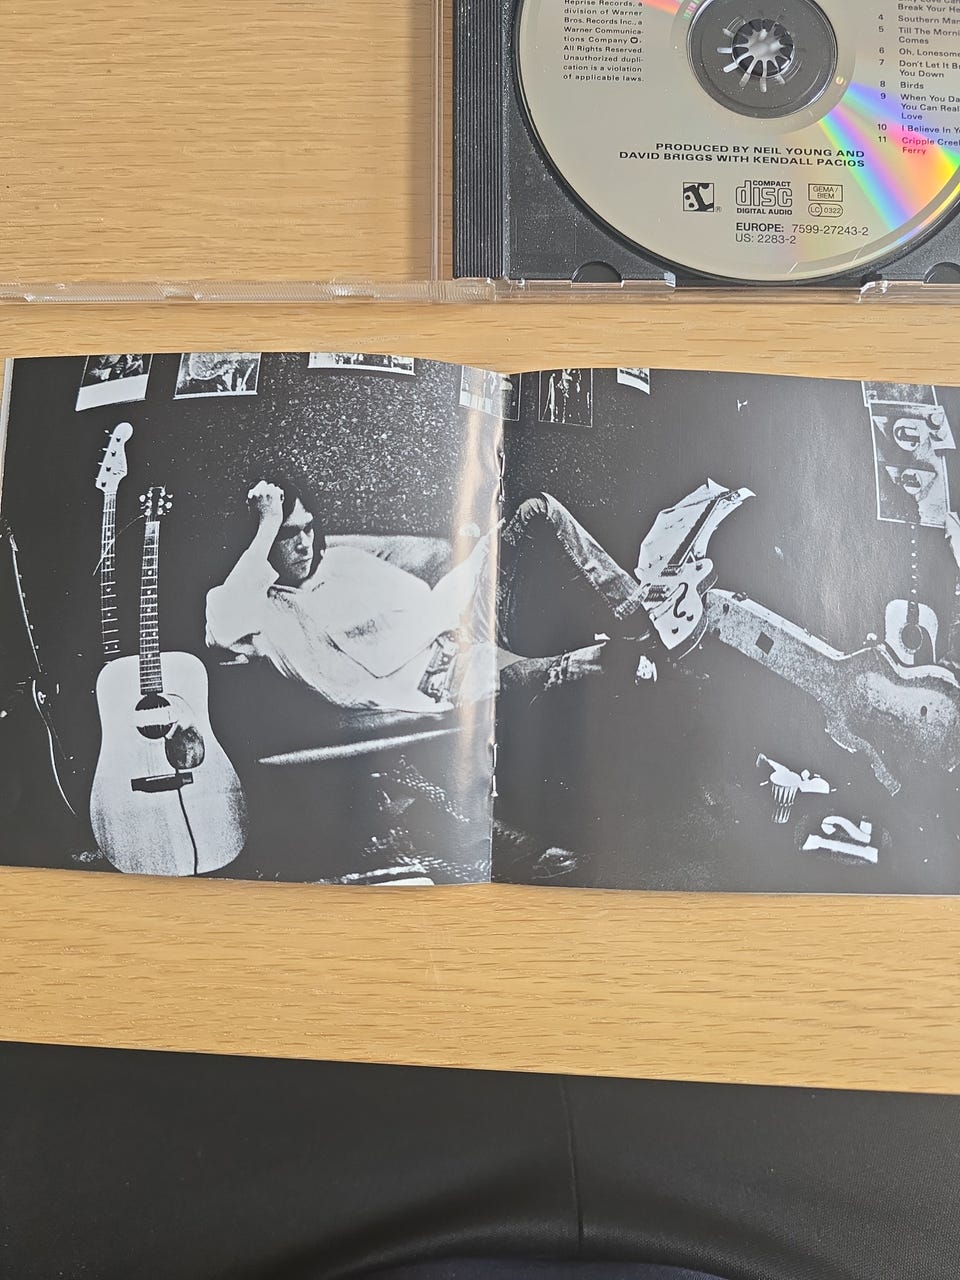 Reprise Records, a
division of Warner
Bros. Records Inc., a
Warner Communica-
tions Company
All Rights Reserved.
Unauthorized dupli-
cation is a violation
of applicable laws.
Break Your He
4 Southern Man
5 Till The Morni
Comes
6 Oh, Lonesome
7 Don't Let It B
You Down
8 Birds
9 When You Da
You Can Real
Love
10 I Believe In Y
11 Cripple Creek
Ferry
PRODUCED BY NEIL YOUNG AND
DAVID BRIGGS WITH KENDALL PACIOS
COMPACT
disc
DIGITAL AUDIO
GEMA/
BIEM
LC 0322
EUROPE: 7599-27243-2
US: 2283-2
12